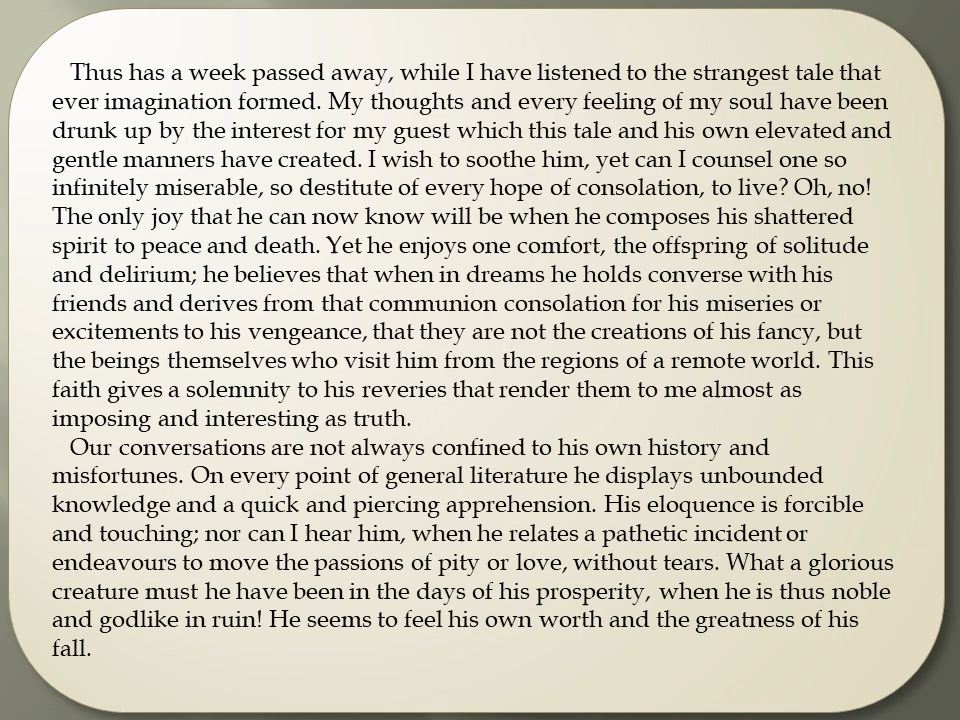 Thus has a week passed away, while I have listened to the strangest tale that
ever imagination formed. My thoughts and every feeling of my soul have been
drunk up by the interest for my guest which this tale and his own elevated and
gentle manners have created. I wish to soothe him, yet can I counsel one so
infinitely miserable, so destitute of every hope of consolation, to live? Oh, no!
The only joy that he can now know will be when he composes his shattered
spirit to peace and death. Yet he enjoys one comfort, the offspring of solitude
and delirium; he believes that when in dreams he holds converse with his
friends and derives from that communion consolation for his miseries or
excitements to his vengeance, that they are not the creations of his fancy, but
the beings themselves who visit him from the regions of a remote world. This
faith gives a solemnity to his reveries that render them to me almost as
imposing and interesting as truth.
Our conversations are not always confined to his own history and
misfortunes. On every point of general literature he displays unbounded
knowledge and a quick and piercing apprehension. His eloquence is forcible
and touching; nor can I hear him, when he relates a pathetic incident or
endeavours to move the passions of pity or love, without tears. What a glorious
creature must he have been in the days of his prosperity, when he is thus noble
and godlike in ruin! He seems to feel his own worth and the greatness of his
fall.